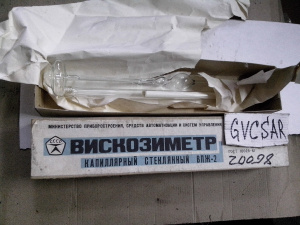 МИНИСТЕРСТВО ПРИБОРОСТРОЕНИЯ, СРЕДСТВ АВТОМАТИЗАЦИИ И СИСТЕМ УПРАВЛЕНИЯ
ВИСКОЗИМЕТР
КАПИЛЛЯРНЫЙ СТЕКЛЯННЫЙ ВПЖ-2
GVCSAR
20098